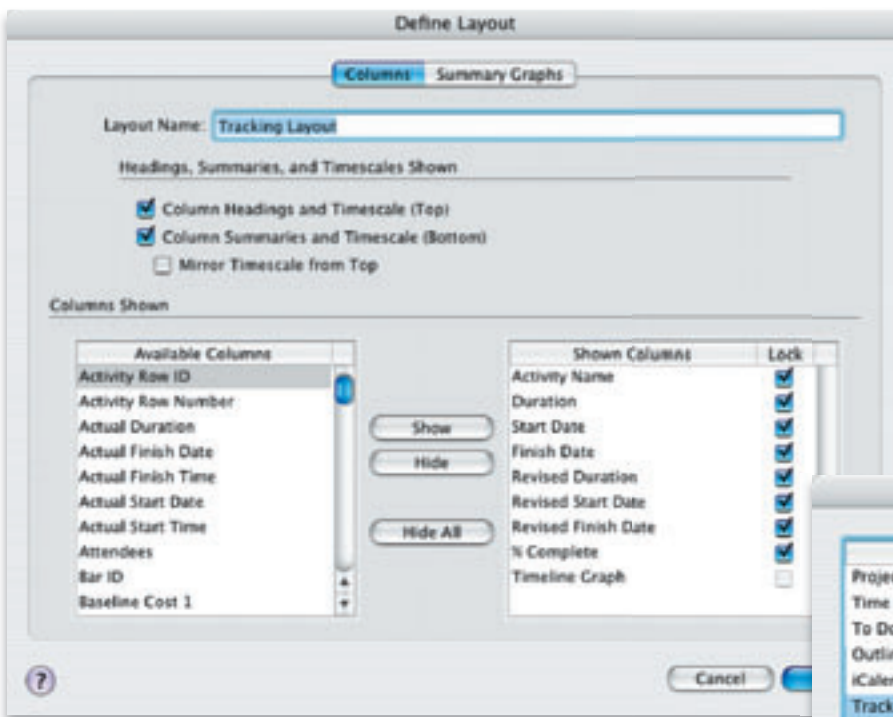 Define Layout
Columns Summary Graphs
Layout Name: Tracking Layout
Headings, Summaries, and Timescales Shown
Column Headings and Timescale (Top)
Column Summaries and Timescale (Bottom)
Mirror Timescale from Top
Columns Shown
Available Columns
Activity Row ID
Activity Row Number
Actual Duration
Actual Finish Date
Actual Finish Time
Actual Start Date
Actual Start Time
Attendees
Bar ID
Baseline Cost 1
Show
Hide
Hide All
Shown Columns Lock
Activity Name
Duration
Start Date
Finish Date
Revised Duration
Revised Start Date
Revised Finish Date
% Complete
Timeline Graph
?
Cancel
Time